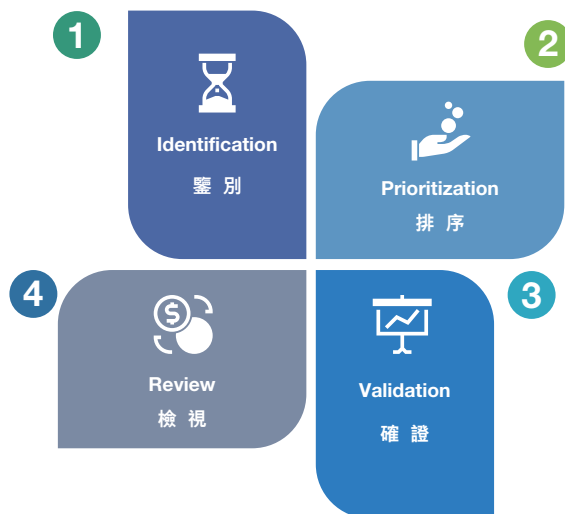 1
Identification
鑒 別
2
Prioritization
排 序
3
Validation
確 證
4
$
Review
檢 視